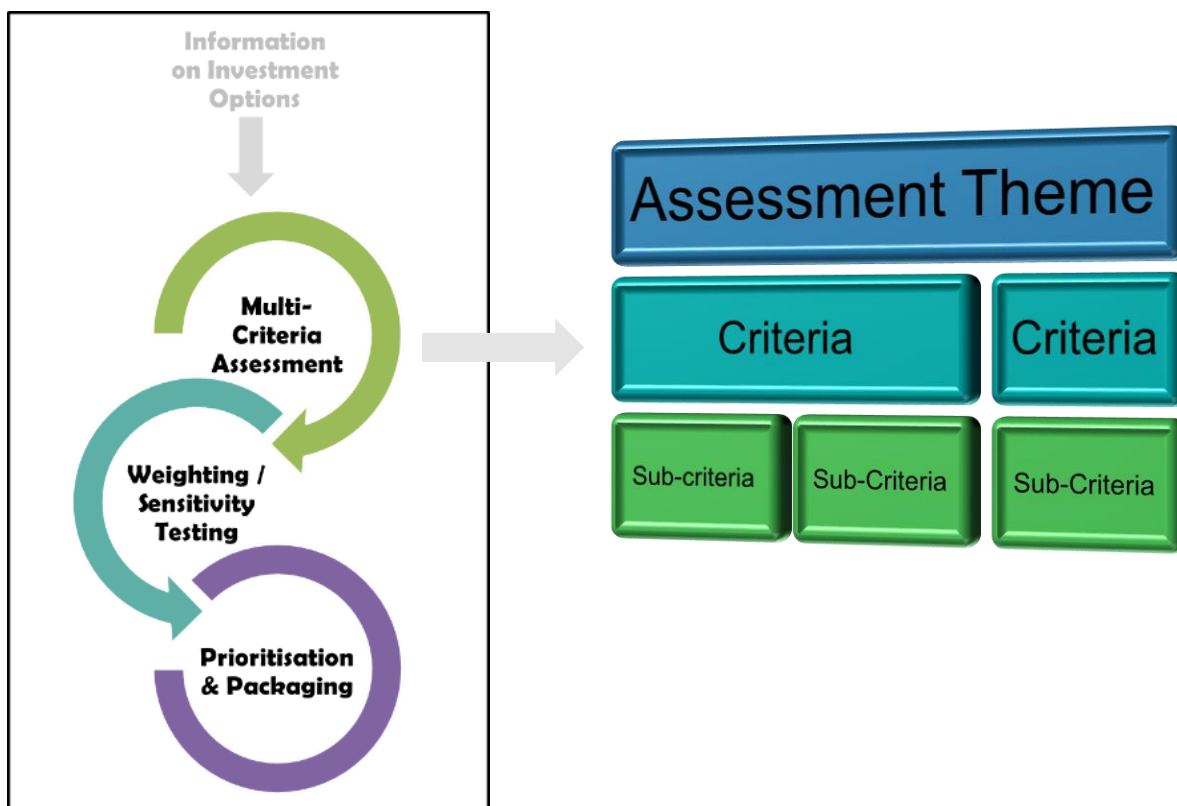 Information
on Investment
Options
Multi-
Criteria
Assessment
Weighting /
Sensitivity
Testing
Prioritisation
& Packaging
Assessment Theme
Criteria
Criteria
Sub-criteria
Sub-Criteria
Sub-Criteria